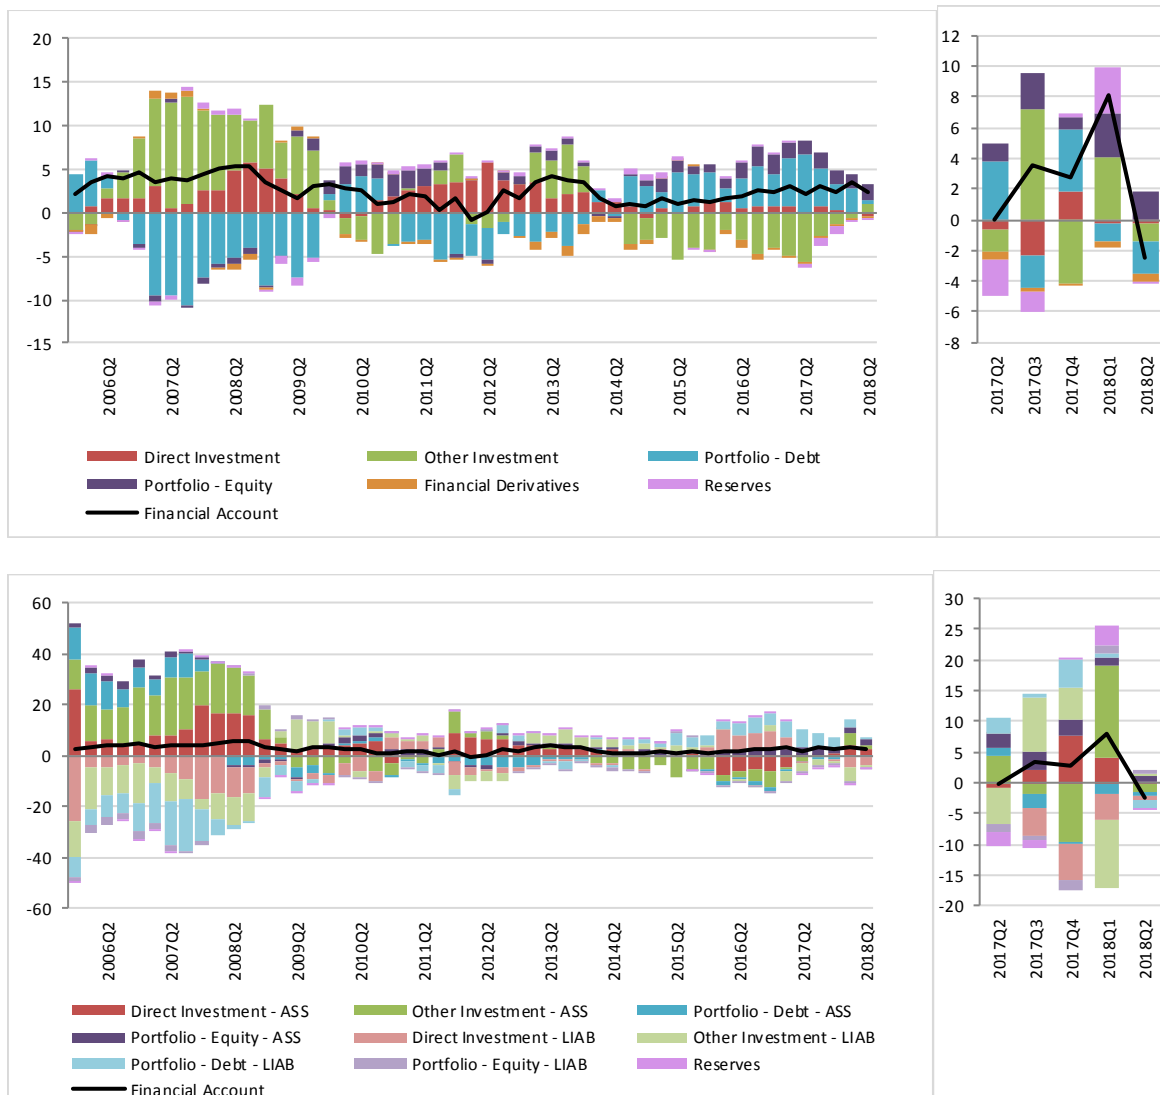 20
15
10
5
0
-5
-10
-15
2006Q2
2007Q2
2008Q2
2009Q2
2010Q2
2011Q2
2012Q2
2013Q2
2014Q2
2015Q2
2016Q2
2017Q2
2018Q2
Direct Investment
Other Investment
Portfolio - Debt
Portfolio - Equity
Financial Derivatives
Reserves
Financial Account
12
10
8
6
4
2
0
-2
-4
-6
-8
2017Q2
2017Q3
2017Q4
2018Q1
2018Q2
60
40
20
0
-20
-40
-60
2006Q2
2007Q2
2008Q2
2009Q2
2010Q2
2011Q2
2012Q2
2013Q2
2014Q2
2015Q2
2016Q2
2017Q2
2018Q2
Direct Investment - ASS
Other Investment - ASS
Portfolio - Debt - ASS
Portfolio - Equity - ASS
Direct Investment - LIAB
Other Investment - LIAB
Portfolio - Debt - LIAB
Portfolio - Equity - LIAB
Reserves
Financial Account
30
25
20
15
10
5
0
-5
-10
-15
-20
2017Q2
2017Q3
2017Q4
2018Q1
2018Q2